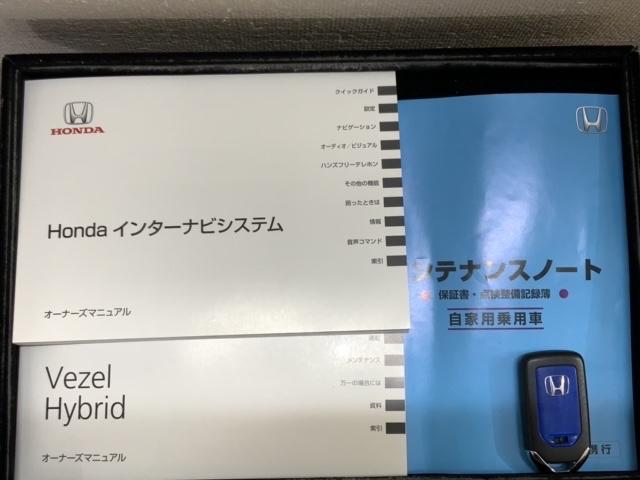 HONDA
クイックガイド
設定
ナビゲーション
オーディオ/ビジュアル
ハンズフリーテレホン
その他の機能
困ったときは
情報
音声コマンド
索引
Honda インターナビシステム
オーナーズマニュアル
運転
メンテナンス
万一の場合には
資料
索引
Vezel
Hybrid
オーナーズマニュアル
ンテナンスノート
保証書・点検整備記録簿
自家用乗用車
携行